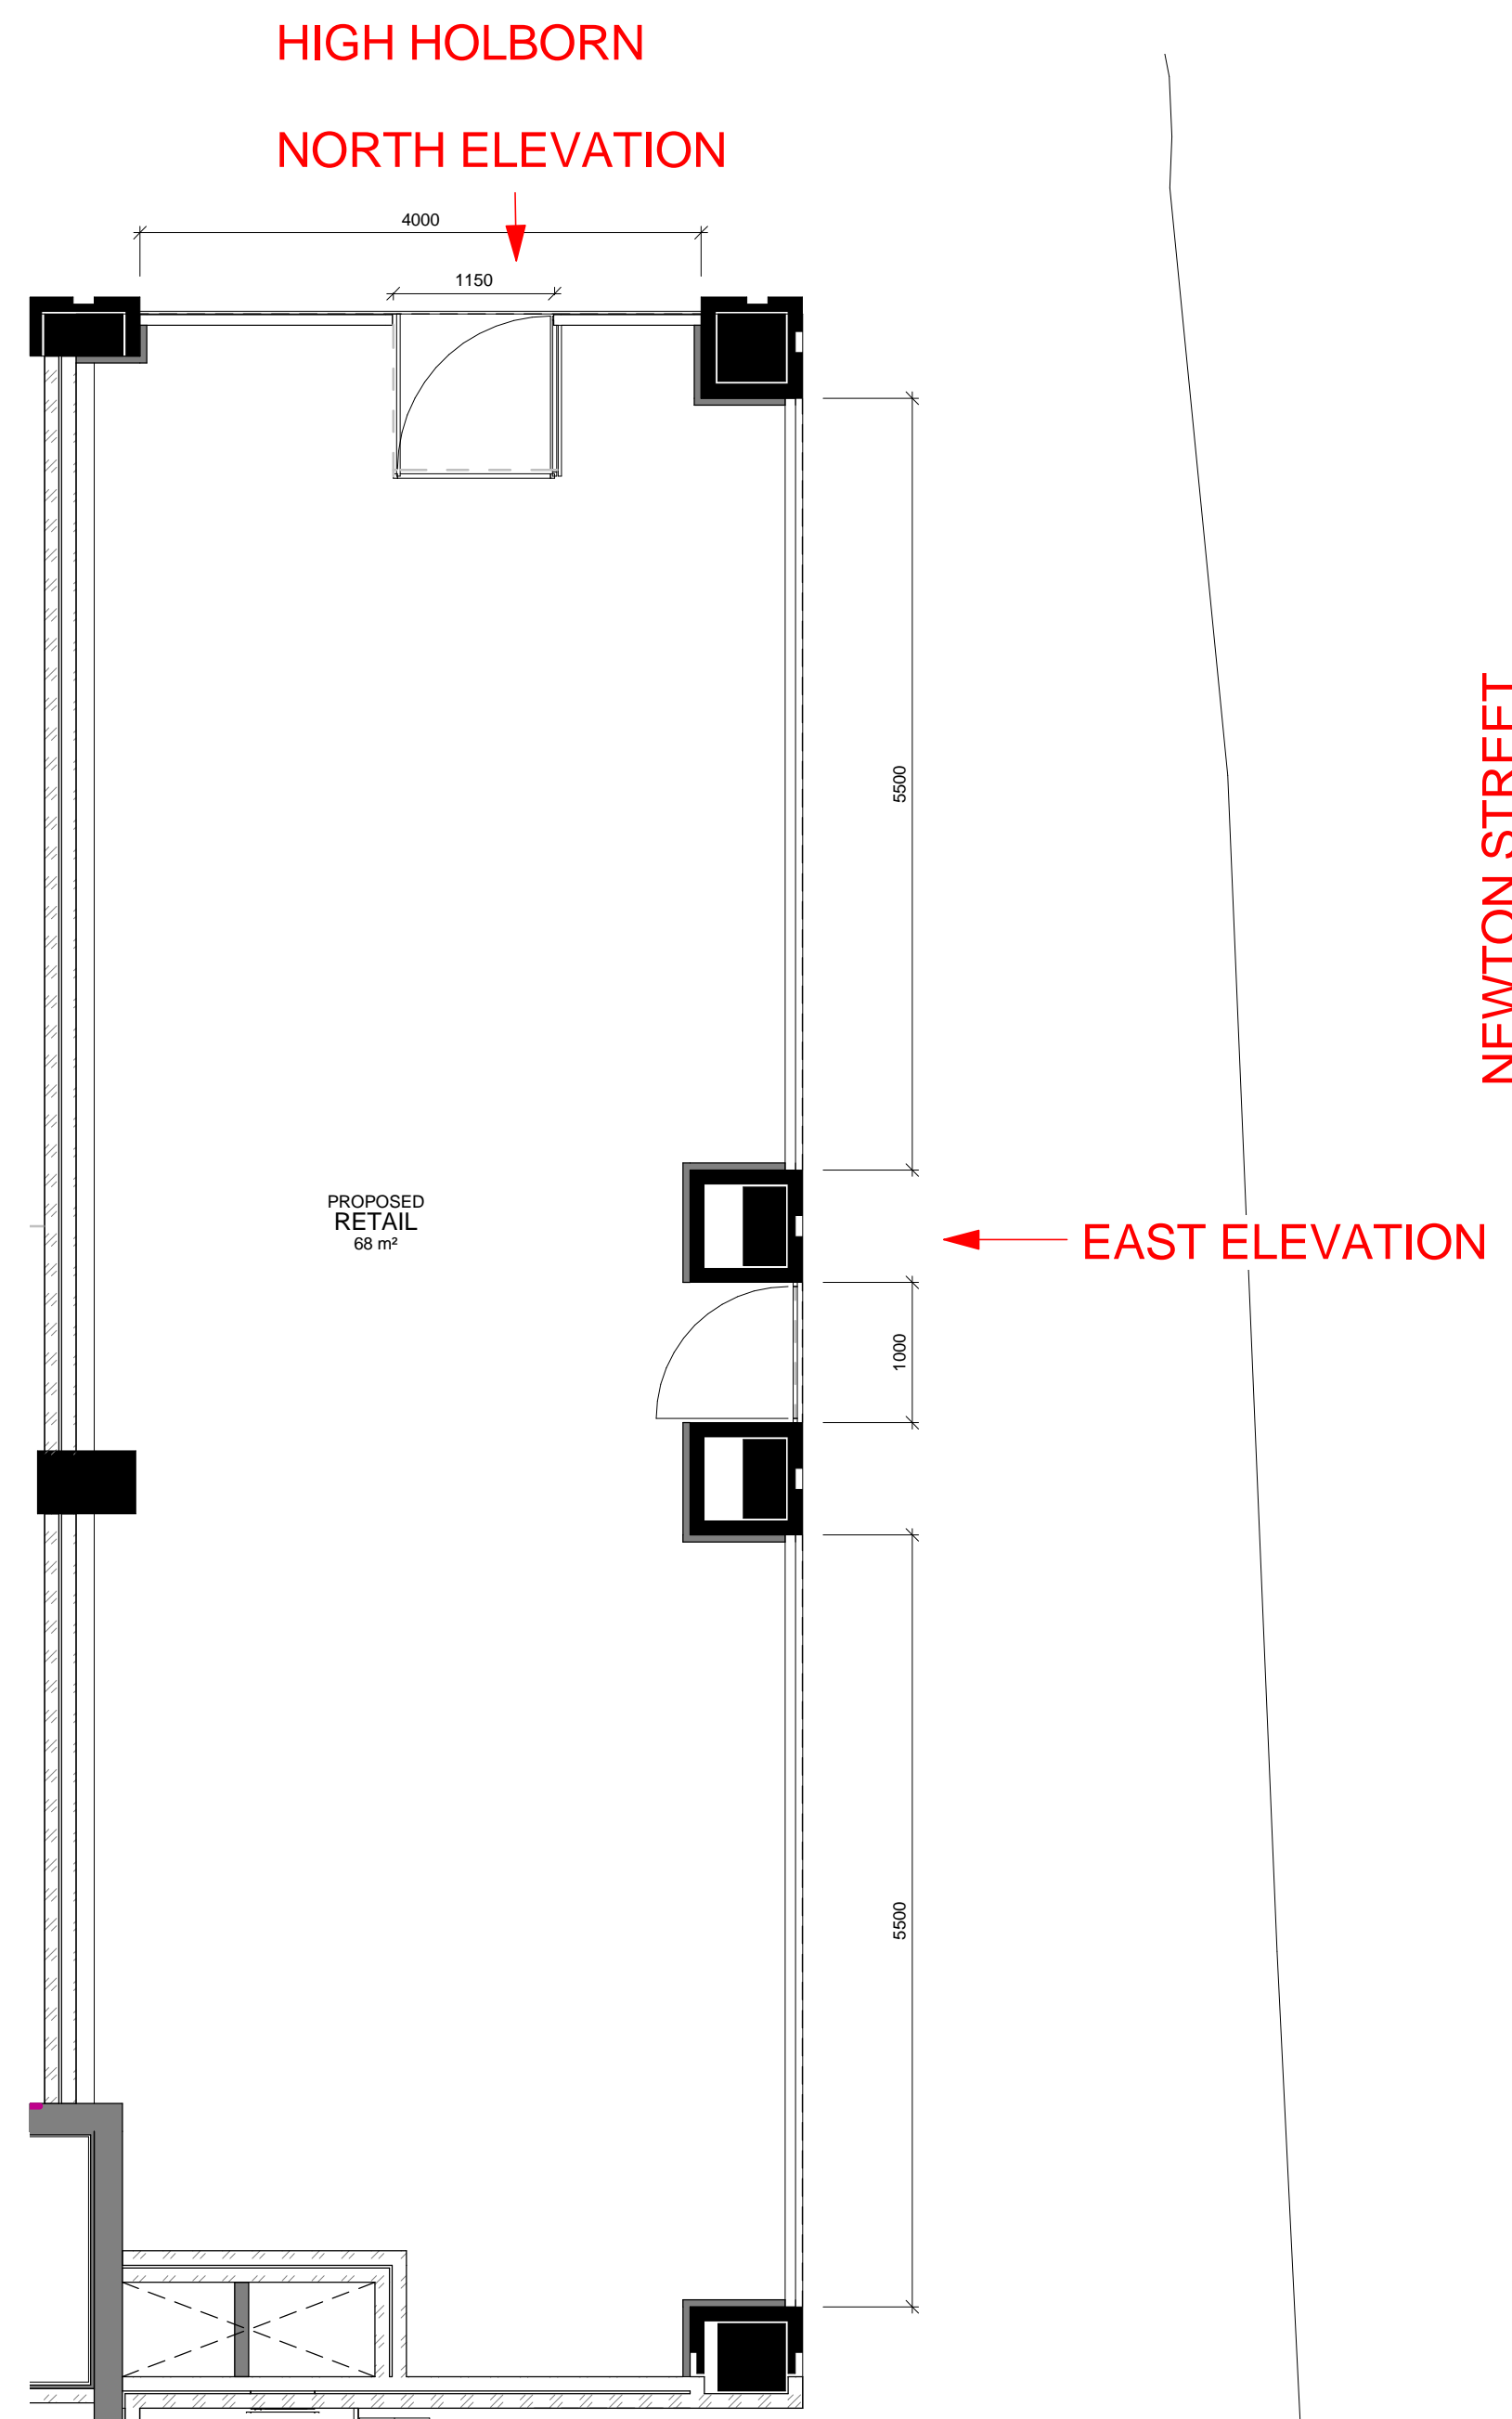 HIGH HOLBORN
NORTH ELEVATION
4000
1150
5500
NEWTON STREET
PROPOSED
RETAIL
68 m²
EAST ELEVATION
1000
5500